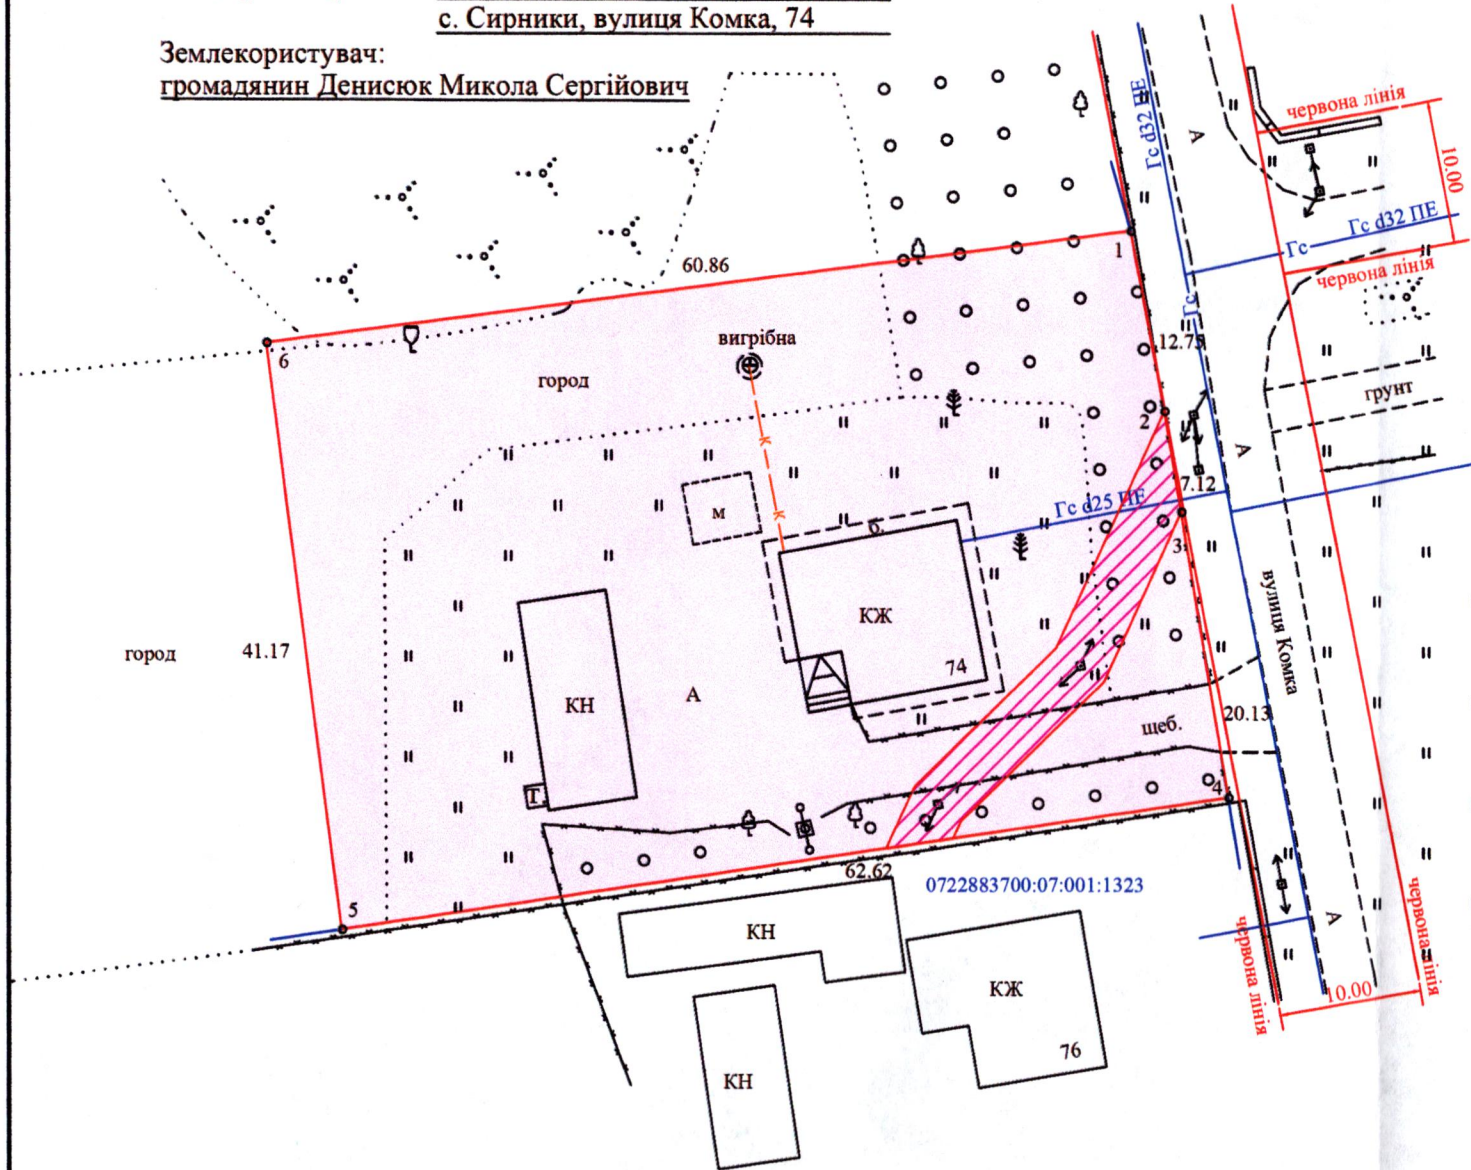 с. Сирники, вулиця Комка, 74
Землекористувач:
громадянин Денисюк Микола Сергійович
червона лінія
10.00
Гс d32 ПЕ
А
Гс d32 ПЕ
Гс
червона лінія
1
60.86
Гс
12.75
6
вигрібна
город
грунт
2
А
К
7.12
м
К
Гс d25 ПЕ
б.
3
КЖ
74
вулиця Комка
город
41.17
А
КН
20.13
щеб.
Т.
4
62.62
0722883700:07:001:1323
5
КН
КЖ
76
КН
А
червона лінія
червона лінія
10.00